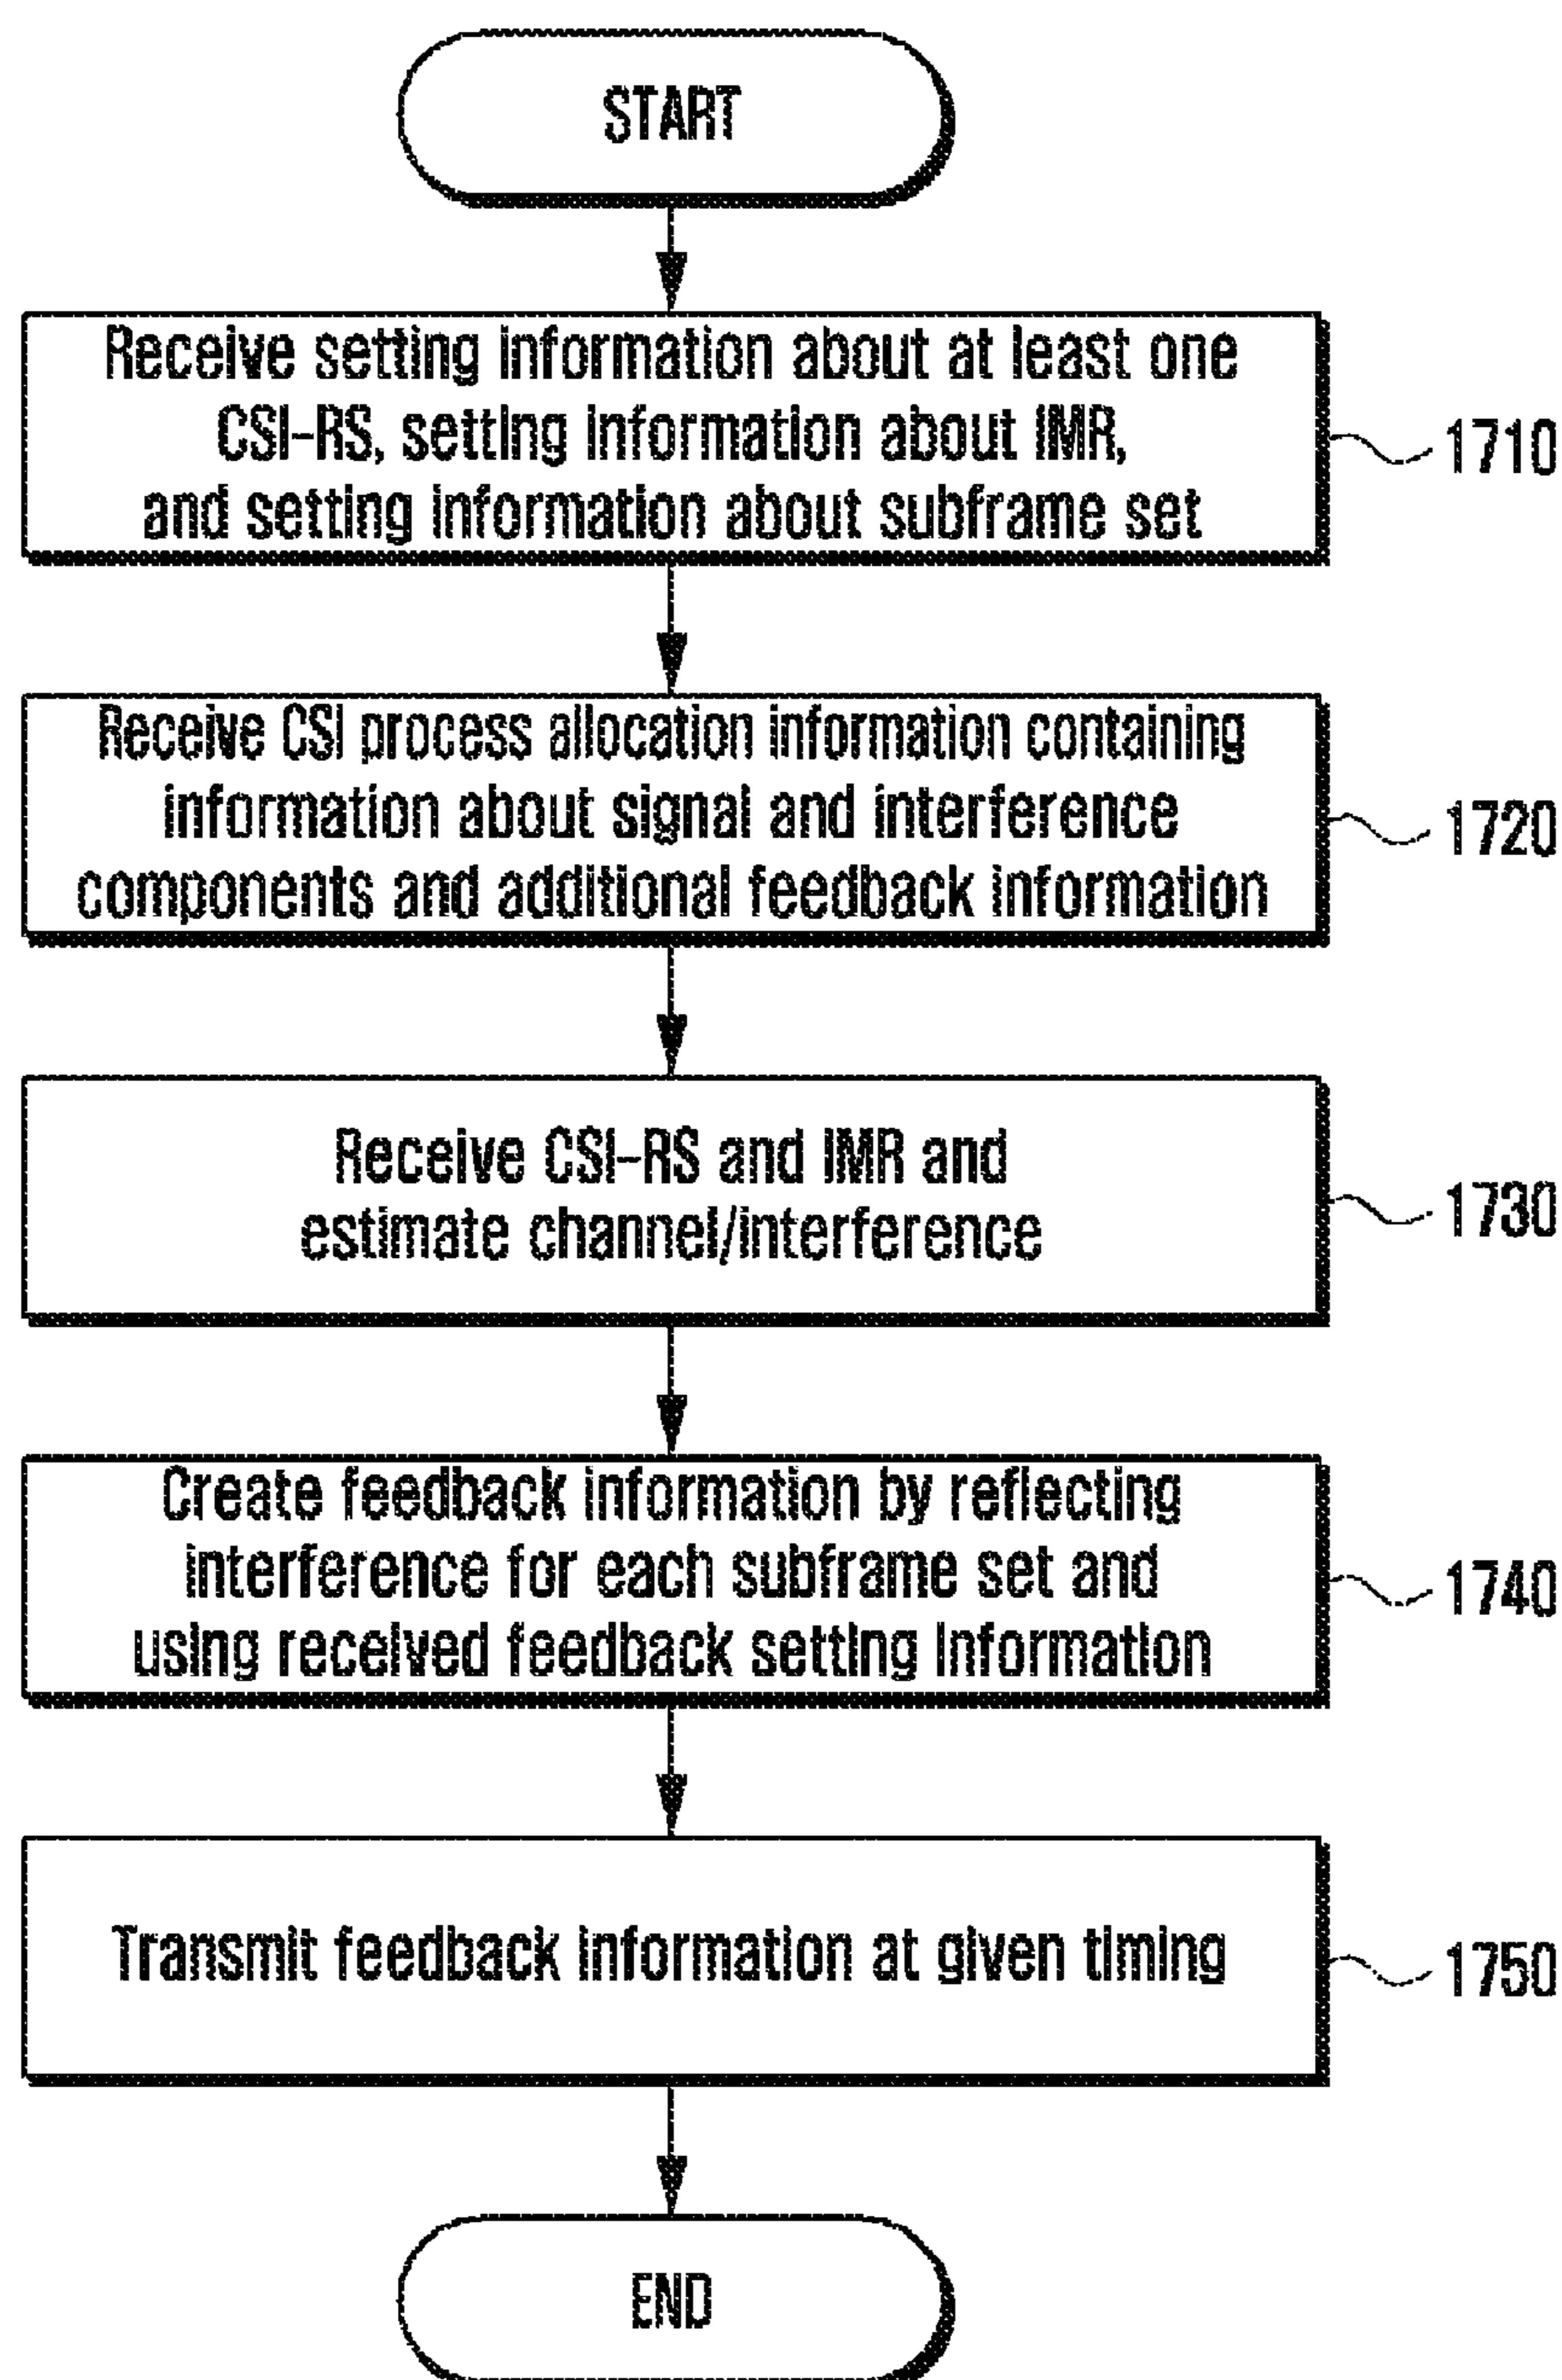 START
Receive setting information about at least one
CSI-RS, setting information about IMR,
and setting information about subframe set
1710
Receive CSI process allocation information containing
information about signal and interference
components and additional feedback information
1720
Receive CSI-RS and IMR and
estimate channel/interference
1730
Create feedback information by reflecting
interference for each subframe set and
using received feedback setting information
1740
Transmit feedback information at given timing
1750
END